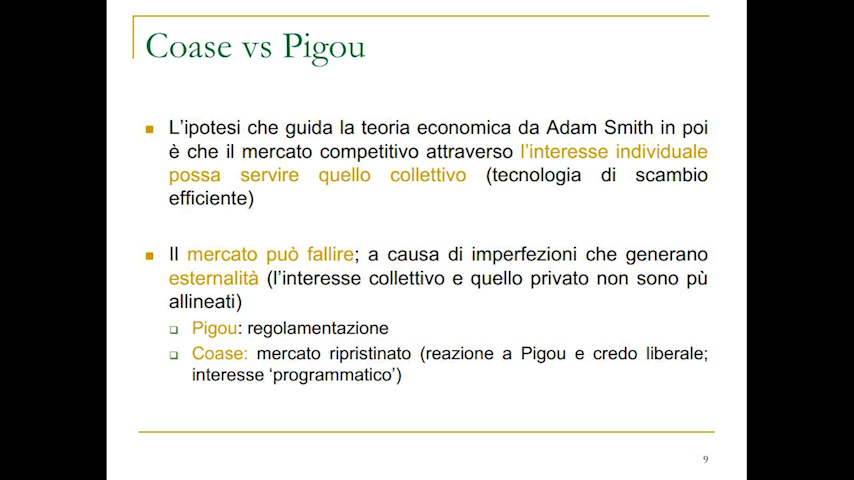 Coase vs Pigou
L'ipotesi che guida la teoria economica da Adam Smith in poi
è che il mercato competitivo attraverso l'interesse individuale
possa servire quello collettivo (tecnologia di scambio
efficiente)
Il mercato può fallire; a causa di imperfezioni che generano
esternalità (l'interesse collettivo e quello privato non sono pù
allineati)
Pigou: regolamentazione
Coase: mercato ripristinato (reazione a Pigou e credo liberale;
interesse 'programmatico')
9